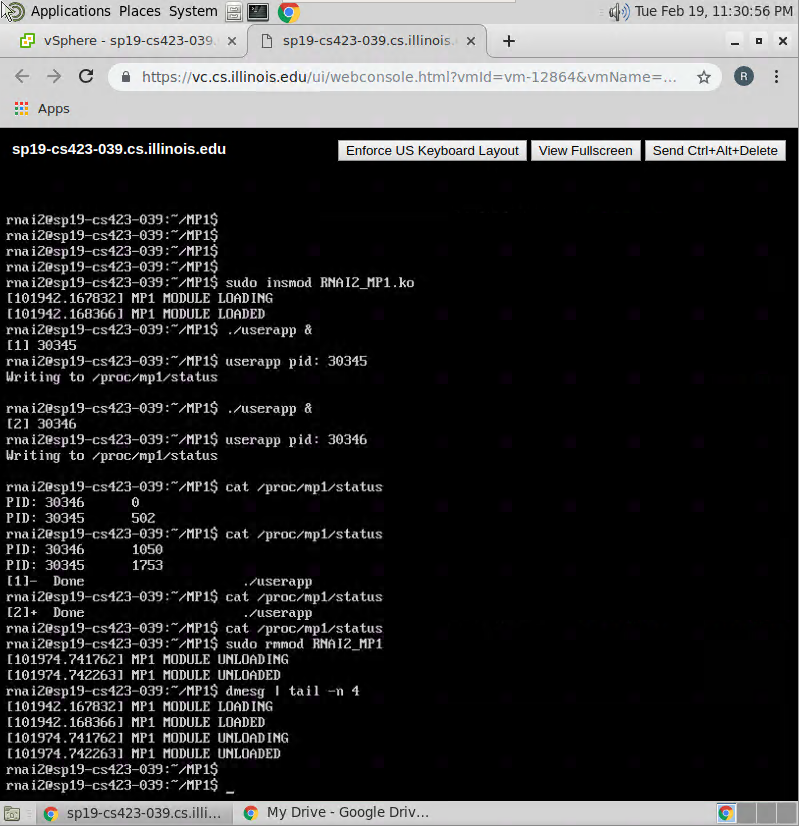 Applications Places System
Tue Feb 19, 11:30:56 PM
vSphere - sp19-cs423-039.
sp19-cs423-039.cs.illinois.
https://vc.cs.illinois.edu/ui/webconsole.html?vmId=vm-12864&vmName=...
R
Apps
sp19-cs423-039.cs.illinois.edu
Enforce US Keyboard Layout
View Fullscreen
Send Ctrl+Alt+Delete
rnai2@sp19-cs423-039:~/MP1$
rnai2@sp19-cs423-039:~/MP1$
rnai2@sp19-cs423-039:~/MP1$
rnai2@sp19-cs423-039:~/MP1$
rnai2@sp19-cs423-039:~/MP1$ sudo insmod RNAI2_MP1.ko
[101942.167832] MP1 MODULE LOADING
[101942.168366] MP1 MODULE LOADED
rnai2@sp19-cs423-039:~/MP1$ ./userapp &
[1] 30345
rnai2@sp19-cs423-039:~/MP1$ userapp pid: 30345
Writing to /proc/mp1/status
rnai2@sp19-cs423-039:~/MP1$ ./userapp &
[2] 30346
rnai2@sp19-cs423-039:~/MP1$ userapp pid: 30346
Writing to /proc/mp1/status
rnai2@sp19-cs423-039:~/MP1$ cat /proc/mp1/status
PID: 30346 0
PID: 30345 502
rnai2@sp19-cs423-039:~/MP1$ cat /proc/mp1/status
PID: 30346 1050
PID: 30345 1753
[1]- Done ./userapp
rnai2@sp19-cs423-039:~/MP1$ cat /proc/mp1/status
[2]+ Done ./userapp
rnai2@sp19-cs423-039:~/MP1$ cat /proc/mp1/status
rnai2@sp19-cs423-039:~/MP1$ sudo rmmod RNAI2_MP1
[101974.741762] MP1 MODULE UNLOADING
[101974.742263] MP1 MODULE UNLOADED
rnai2@sp19-cs423-039:~/MP1$ dmesg | tail -n 4
[101942.167832] MP1 MODULE LOADING
[101942.168366] MP1 MODULE LOADED
[101974.741762] MP1 MODULE UNLOADING
[101974.742263] MP1 MODULE UNLOADED
rnai2@sp19-cs423-039:~/MP1$
rnai2@sp19-cs423-039:~/MP1$ _
sp19-cs423-039.cs.illi...
My Drive - Google Driv...